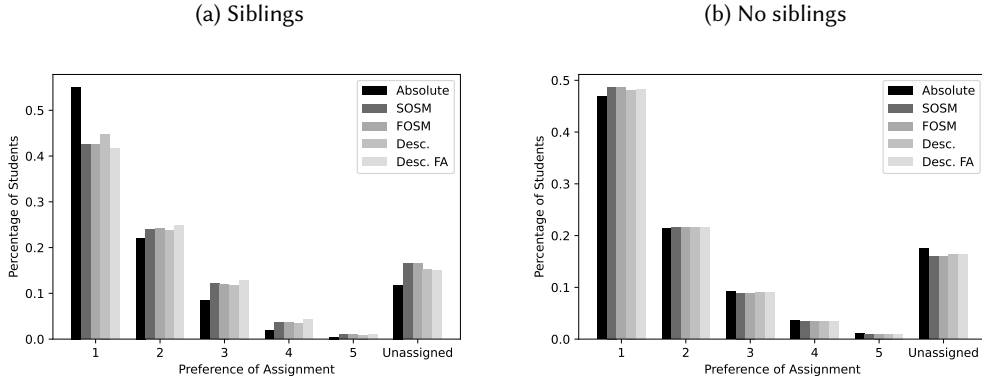 (a) Siblings
(b) No siblings
0.5
0.4
0.3
0.2
0.1
0.0
Percentage of Students
Absolute
SOSM
FOSM
Desc.
Desc. FA
1 2 3 4 5 Unassigned
Preference of Assignment
0.5
0.4
0.3
0.2
0.1
0.0
Percentage of Students
Absolute
SOSM
FOSM
Desc.
Desc. FA
1 2 3 4 5 Unassigned
Preference of Assignment